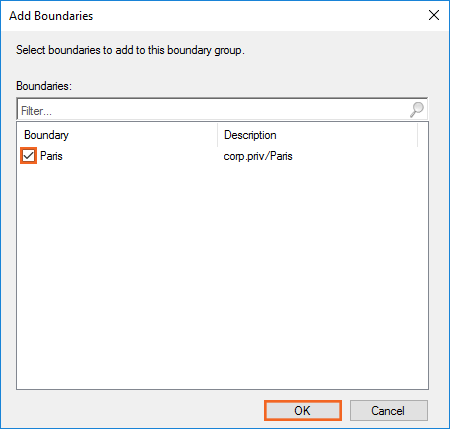 Add Boundaries
Select boundaries to add to this boundary group.
Boundaries:
Filter...
Boundary Description
Paris corp.priv/Paris
OK Cancel